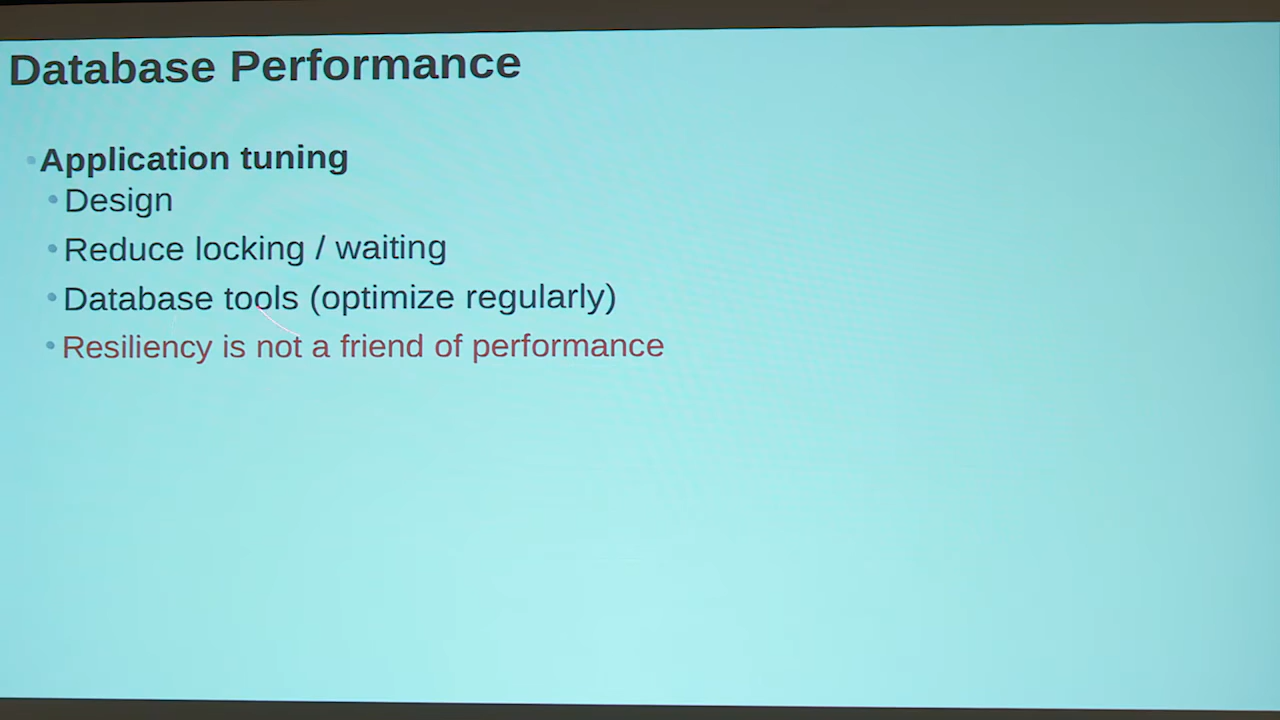 Database Performance
Application tuning
Design
Reduce locking / waiting
Database tools (optimize regularly)
Resiliency is not a friend of performance